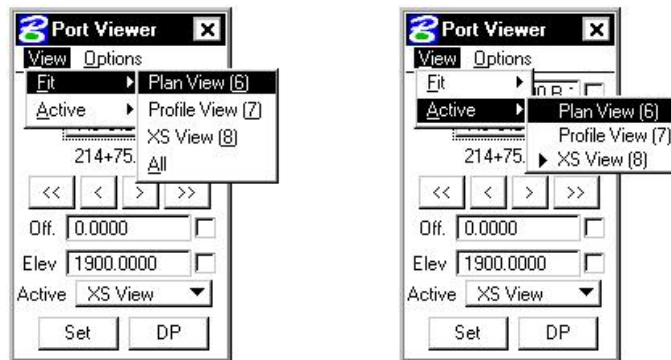 Port Viewer
View Options
Fit
Plan View (6)
Active
Profile View (7)
XS View (8)
All
214+75.
<< < > >>
Off. 0.0000
Elev 1900.0000
Active XS View
Set DP
Port Viewer
View Options
Fit
Active
Plan View (6)
Profile View (7)
XS View (8)
214+75.
<< < > >>
Off. 0.0000
Elev 1900.0000
Active XS View
Set DP